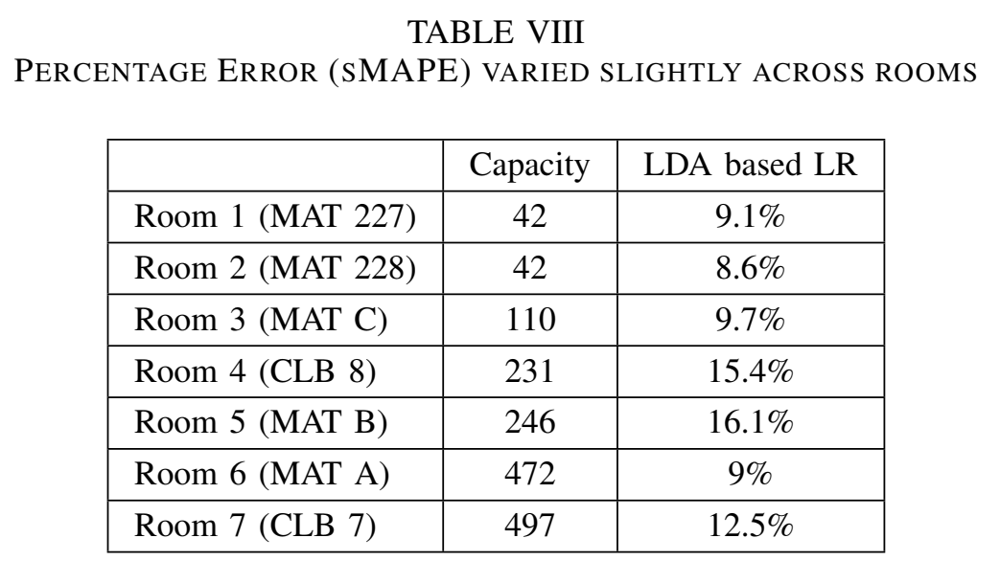 TABLE VIII
PERCENTAGE ERROR (SMAPE) VARIED SLIGHTLY ACROSS ROOMS
Capacity LDA based LR
Room 1 (MAT 227) 42 9.1%
Room 2 (MAT 228) 42 8.6%
Room 3 (MAT C) 110 9.7%
Room 4 (CLB 8) 231 15.4%
Room 5 (MAT B) 246 16.1%
Room 6 (MAT A) 472 9%
Room 7 (CLB 7) 497 12.5%